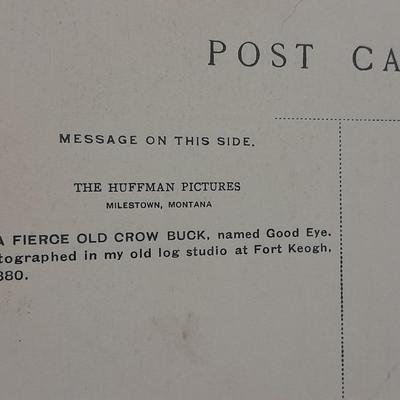 POST CA
MESSAGE ON THIS SIDE.
THE HUFFMAN PICTURES
MILESTOWN, MONTANA
A FIERCE OLD CROW BUCK, named Good Eye.
tographed in my old log studio at Fort Keogh,
880.